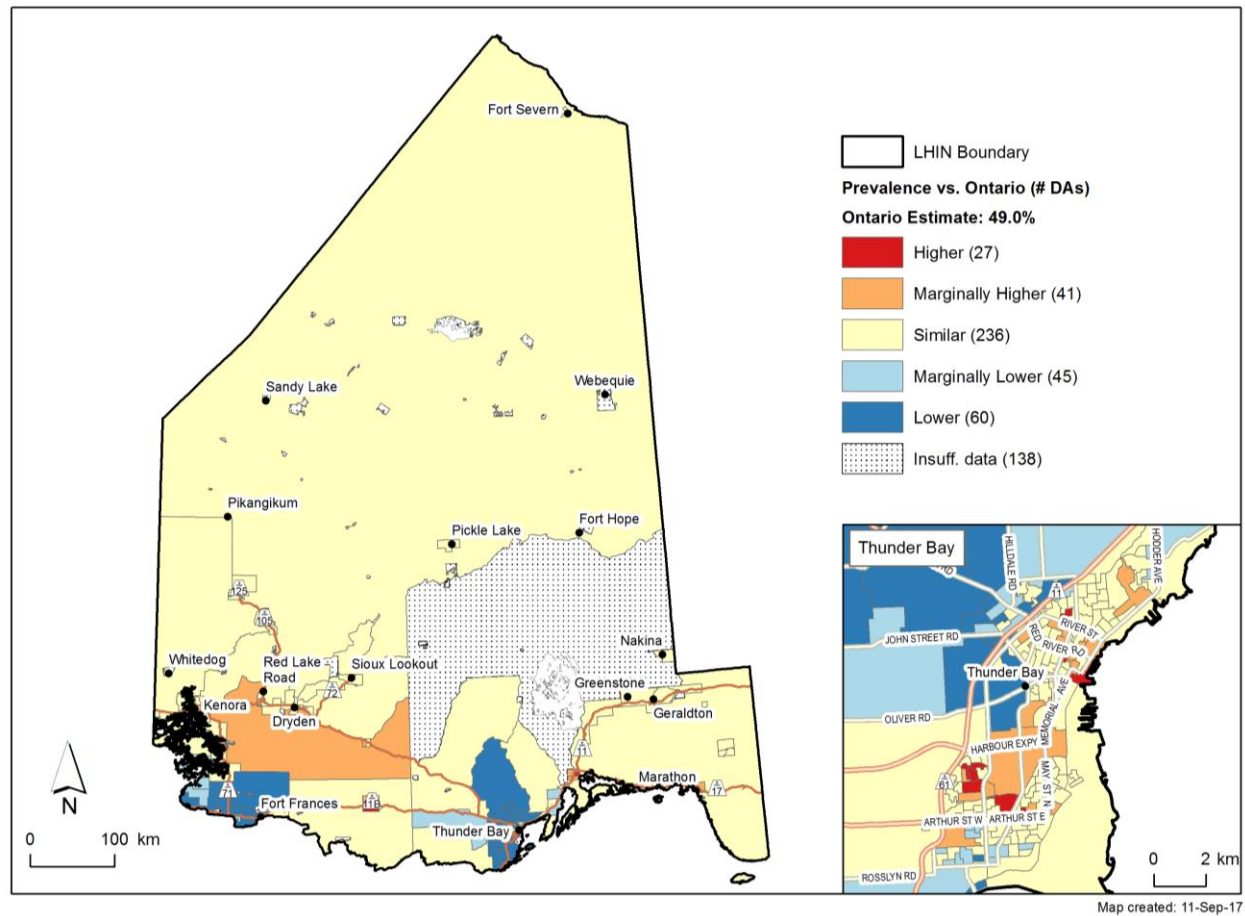 Fort Severn
Sandy Lake
Webequie
Pikangikum
Pickle Lake
Fort Hope
125
105
Nakina
Whitedog
Red Lake
Road
Sioux Lookout
72
Greenstone
Kenora
Dryden
Geraldton
11
Marathon
17
71
Fort Frances
11B
Thunder Bay
N
0 100 km
LHIN Boundary
Prevalence vs. Ontario (# DAs)
Ontario Estimate: 49.0%
Higher (27)
Marginally Higher (41)
Similar (236)
Marginally Lower (45)
Lower (60)
Insuff. data (138)
Thunder Bay
HILLDALE RD
HODDER AVE
11
JOHN STREET RD
RIVER ST
RED RIVER RD
Thunder Bay
MEMORIAL AVE
OLIVER RD
HARBOUR EXPY
61
MAY ST N
ARTHUR ST W
ARTHUR ST E
ROSSLYN RD
0 2 km
Map created: 11-Sep-17